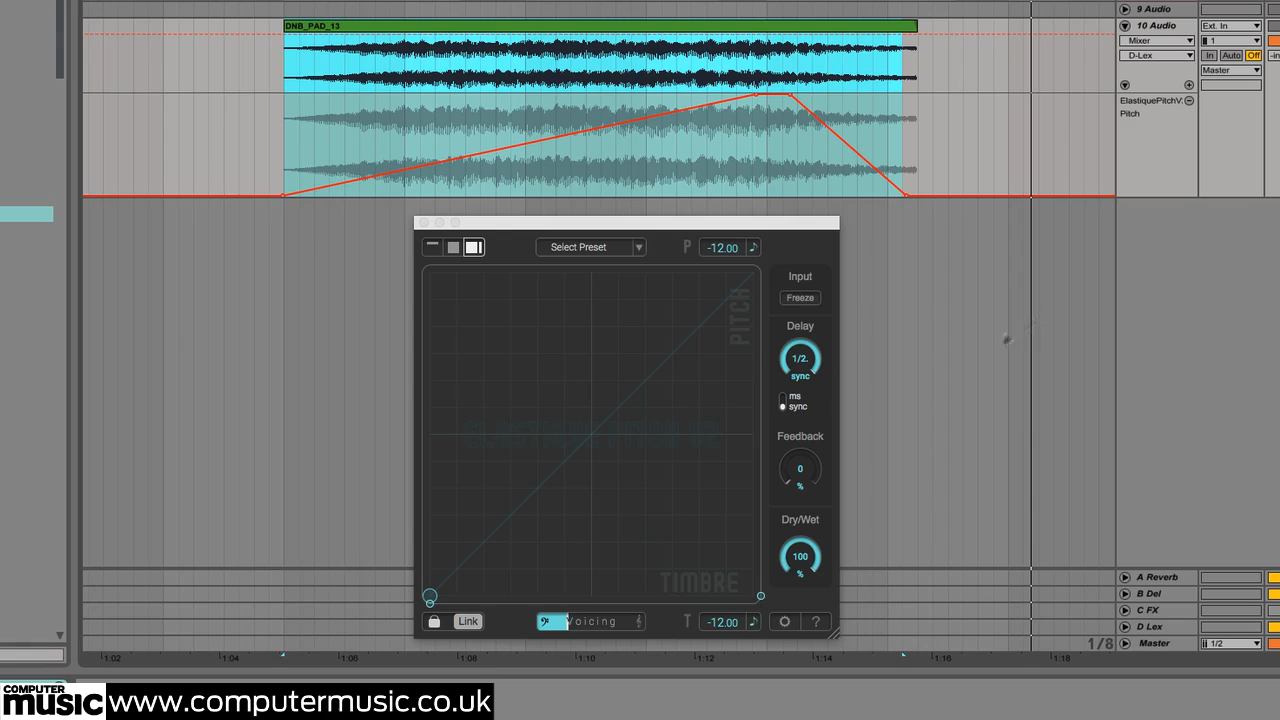 9 Audio
DNB_PAD_13
10 Audio
Ext. In
Mixer
1
D-Lex
In Auto Off
Master
ElastiquePitchV.
Pitch
Select Preset
P -12.00
Input
Freeze
PITCH
Delay
1/2.
sync
ms
sync
ELASTIQUE PITCH V2
Feedback
0
%
Dry/Wet
100
%
TIMBRE
Link
Voicing
T -12.00
?
A Reverb
B Del
C FX
D Lex
1/8
Master
1/2
1:02 1:04 1:06 1:08 1:10 1:12 1:14 1:16 1:18
COMPUTER
MUSIC
www.computermusic.co.uk